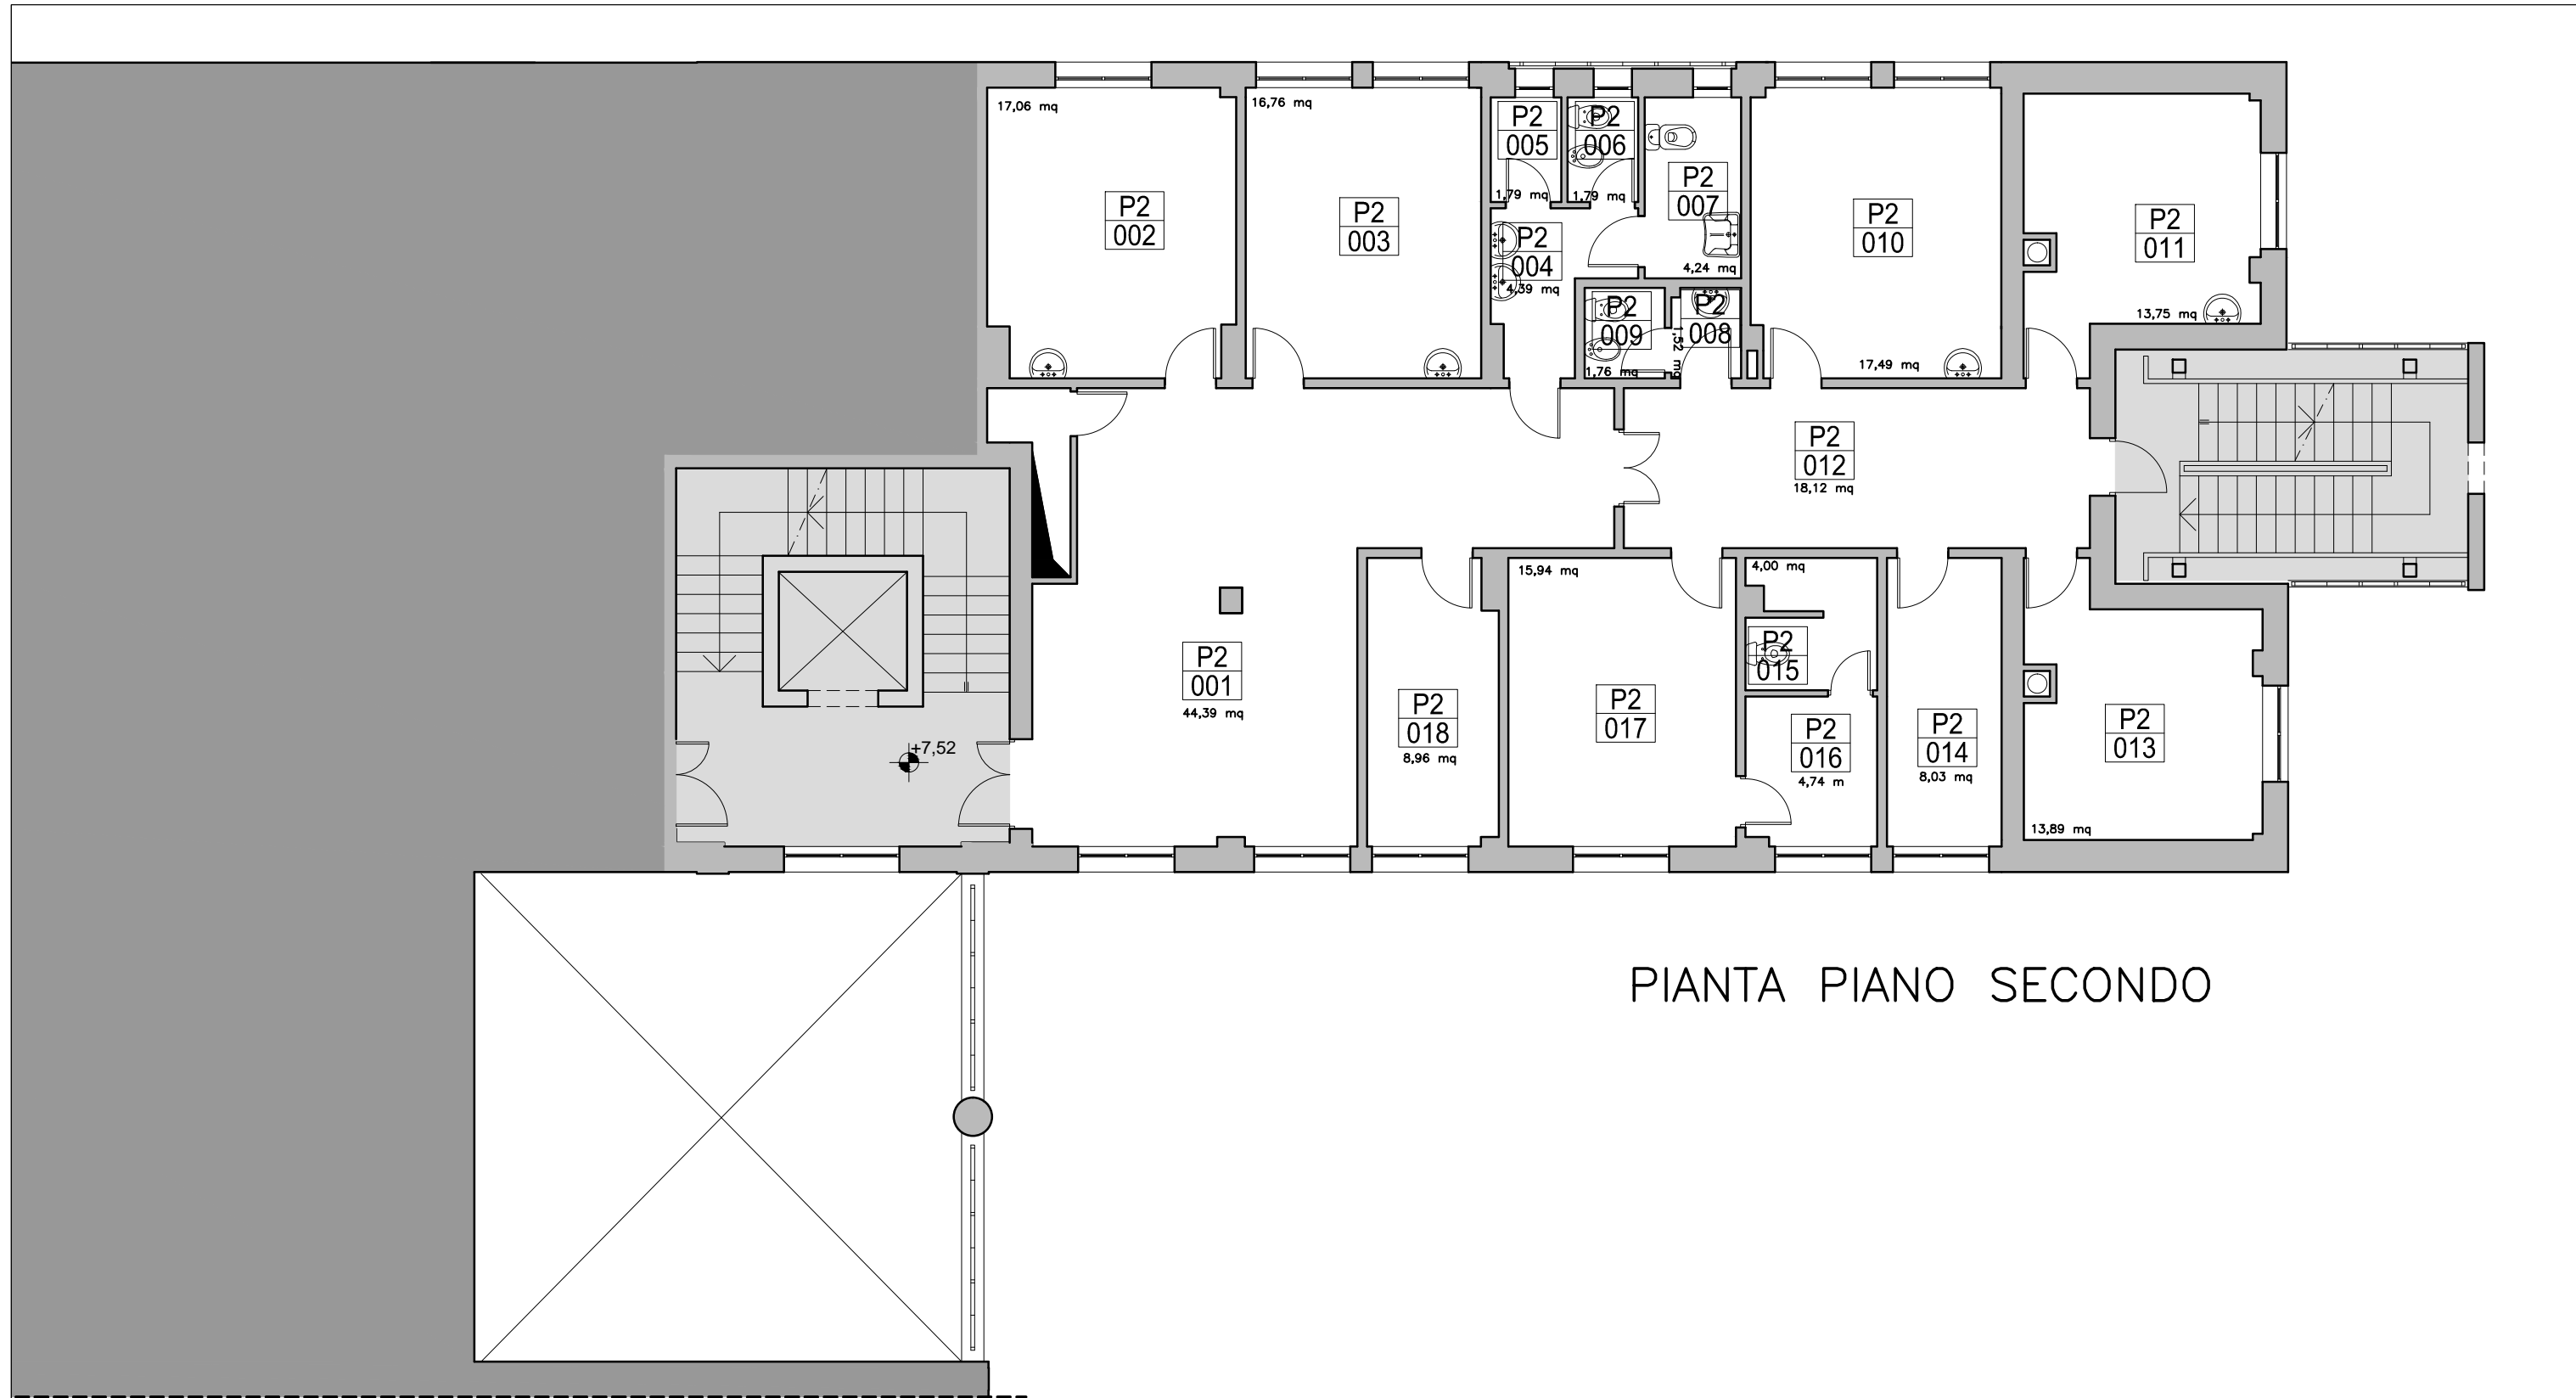 17,06 mq
P2
002
16,76 mq
P2
003
P2
005
1,79 mq
P2
006
1,79 mq
P2
007
4,24 mq
P2
004
4,39 mq
P2
009
1,76 mq
P2
008
1,52 mq
P2
010
17,49 mq
P2
011
13,75 mq
P2
012
18,12 mq
P2
001
44,39 mq
+7,52
P2
018
8,96 mq
15,94 mq
P2
017
4,00 mq
P2
015
P2
016
4,74 m
P2
014
8,03 mq
P2
013
13,89 mq
PIANTA PIANO SECONDO